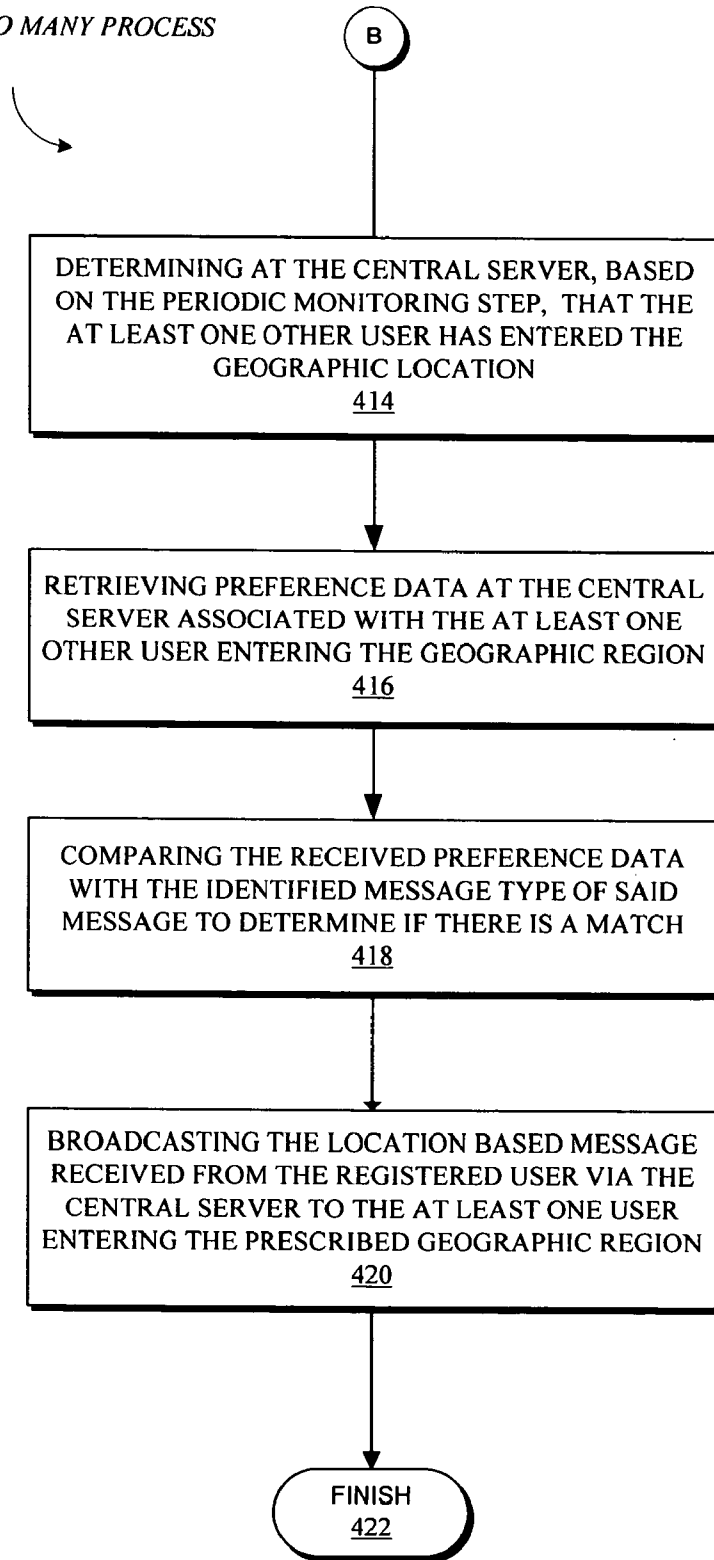 O MANY PROCESS
B
DETERMINING AT THE CENTRAL SERVER, BASED
ON THE PERIODIC MONITORING STEP, THAT THE
AT LEAST ONE OTHER USER HAS ENTERED THE
GEOGRAPHIC LOCATION
414
RETRIEVING PREFERENCE DATA AT THE CENTRAL
SERVER ASSOCIATED WITH THE AT LEAST ONE
OTHER USER ENTERING THE GEOGRAPHIC REGION
416
COMPARING THE RECEIVED PREFERENCE DATA
WITH THE IDENTIFIED MESSAGE TYPE OF SAID
MESSAGE TO DETERMINE IF THERE IS A MATCH
418
BROADCASTING THE LOCATION BASED MESSAGE
RECEIVED FROM THE REGISTERED USER VIA THE
CENTRAL SERVER TO THE AT LEAST ONE USER
ENTERING THE PRESCRIBED GEOGRAPHIC REGION
420
FINISH
422